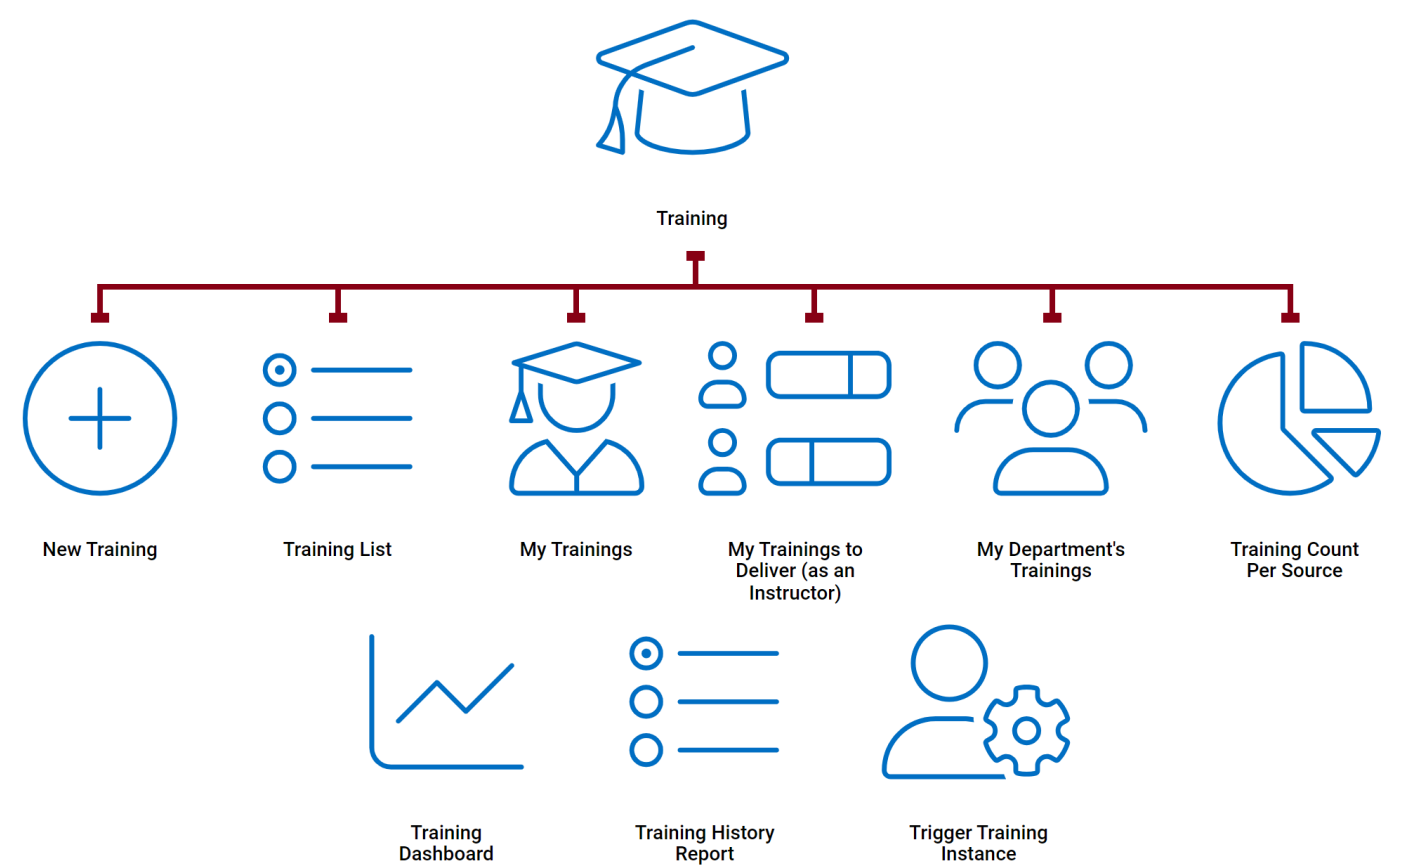 Training
New Training
Training List
My Trainings
My Trainings to
Deliver (as an
Instructor)
My Department's
Trainings
Training Count
Per Source
Training
Dashboard
Training History
Report
Trigger Training
Instance